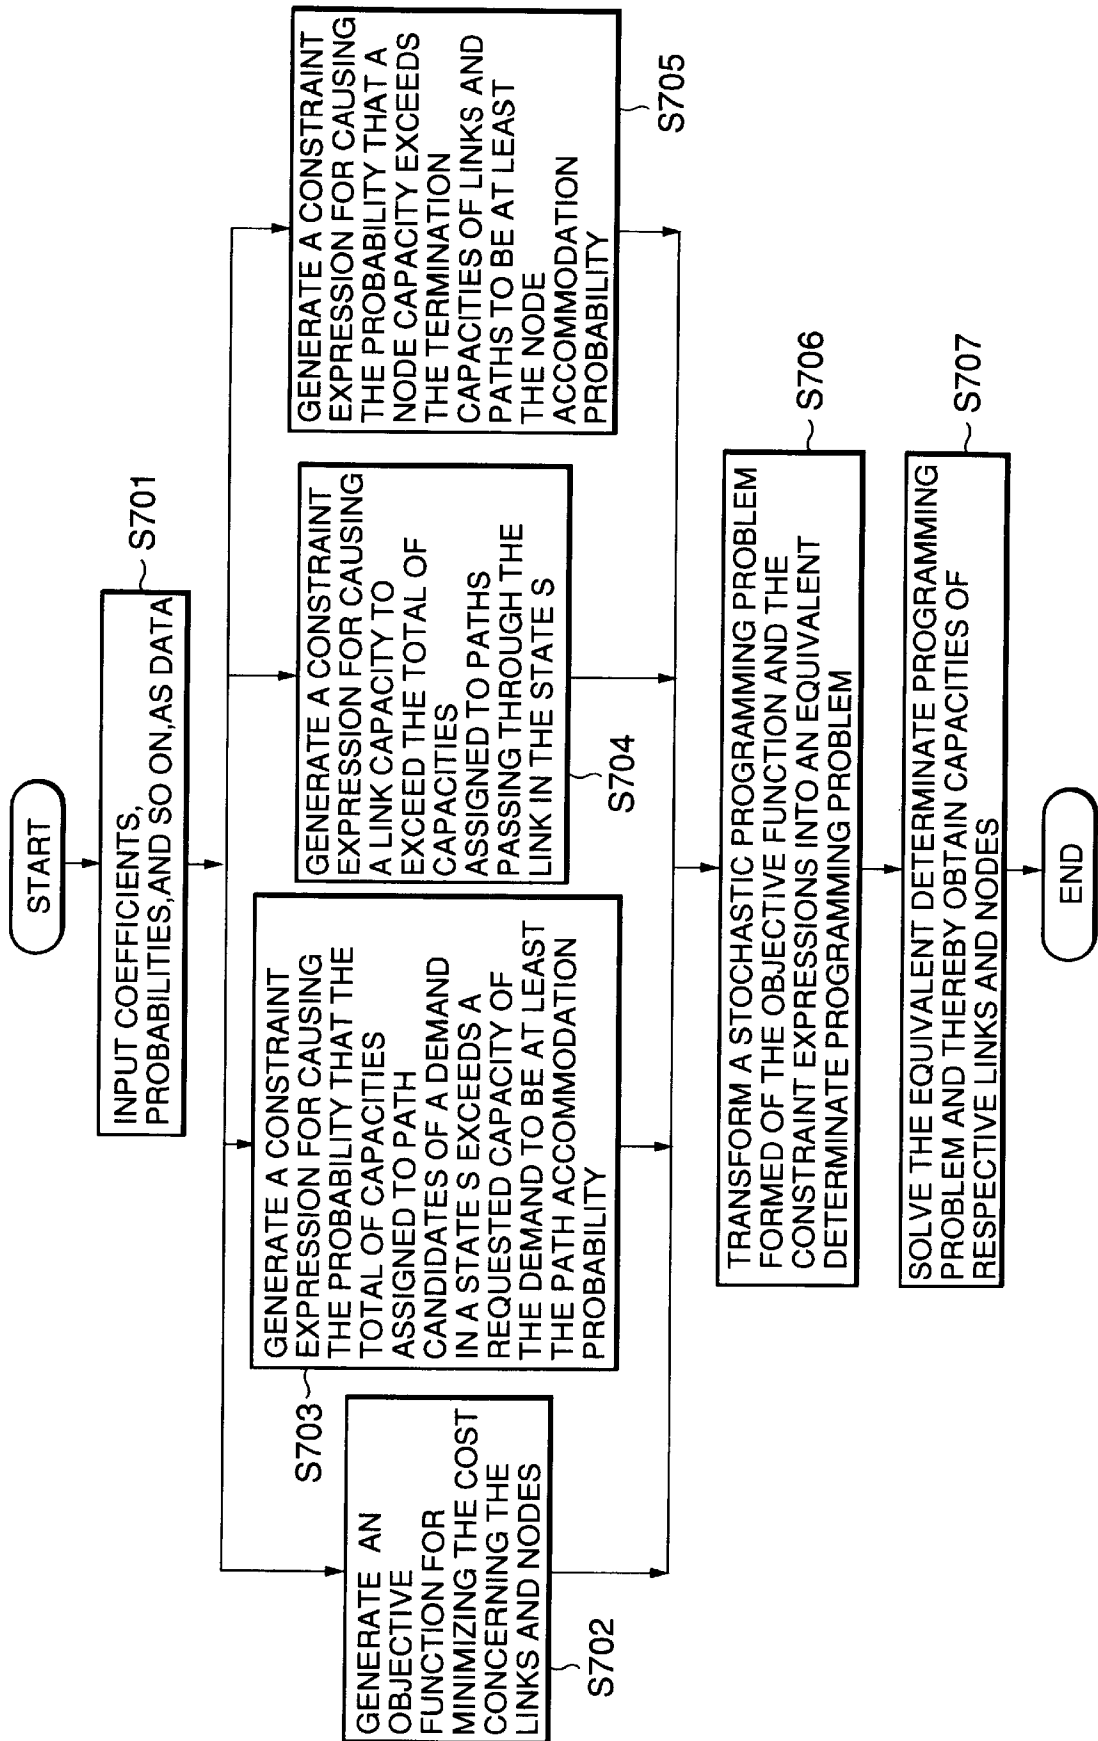 START
INPUT COEFFICIENTS,
PROBABILITIES,AND SO ON,AS DATA
S701
GENERATE AN
OBJECTIVE
FUNCTION FOR
MINIMIZING THE COST
CONCERNING THE
LINKS AND NODES
S702
GENERATE A CONSTRAINT
EXPRESSION FOR CAUSING
THE PROBABILITY THAT THE
TOTAL OF CAPACITIES
ASSIGNED TO PATH
CANDIDATES OF A DEMAND
IN A STATE S EXCEEDS A
REQUESTED CAPACITY OF
THE DEMAND TO BE AT LEAST
THE PATH ACCOMMODATION
PROBABILITY
S703
GENERATE A CONSTRAINT
EXPRESSION FOR CAUSING
A LINK CAPACITY TO
EXCEED THE TOTAL OF
CAPACITIES
ASSIGNED TO PATHS
PASSING THROUGH THE
LINK IN THE STATE S
S704
GENERATE A CONSTRAINT
EXPRESSION FOR CAUSING
THE PROBABILITY THAT A
NODE CAPACITY EXCEEDS
THE TERMINATION
CAPACITIES OF LINKS AND
PATHS TO BE AT LEAST
THE NODE
ACCOMMODATION
PROBABILITY
S705
TRANSFORM A STOCHASTIC PROGRAMMING PROBLEM
FORMED OF THE OBJECTIVE FUNCTION AND THE
CONSTRAINT EXPRESSIONS INTO AN EQUIVALENT
DETERMINATE PROGRAMMING PROBLEM
S706
SOLVE THE EQUIVALENT DETERMINATE PROGRAMMING
PROBLEM AND THEREBY OBTAIN CAPACITIES OF
RESPECTIVE LINKS AND NODES
S707
END